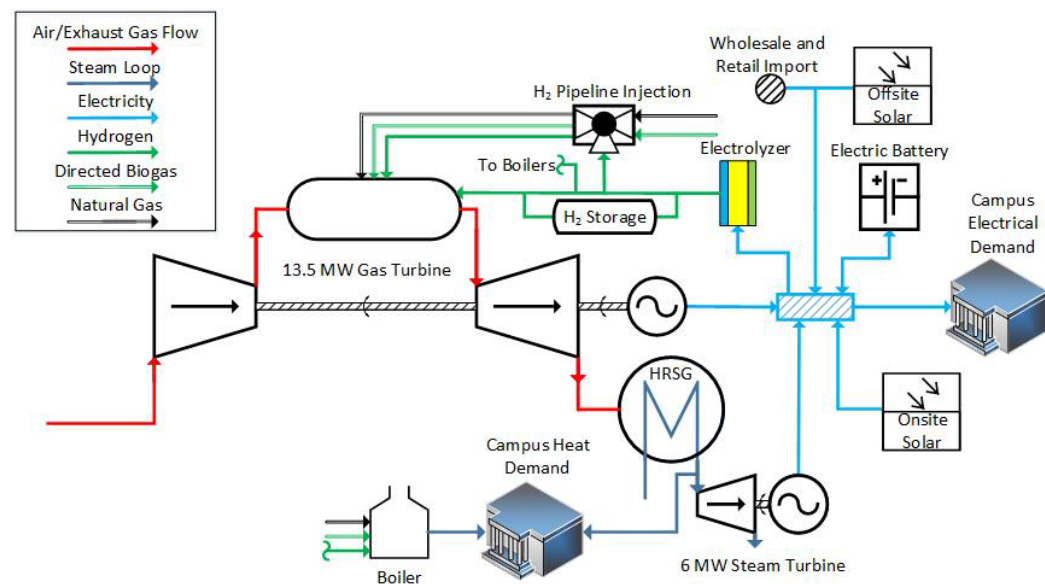 Air/Exhaust Gas Flow
Steam Loop
Electricity
Hydrogen
Directed Biogas
Natural Gas
Wholesale and
Retail Import
Offsite
Solar
H₂ Pipeline Injection
To Boilers
Electrolyzer
Electric Battery
+ -
H₂ Storage
Campus
Electrical
Demand
13.5 MW Gas Turbine
HRSG
Onsite
Solar
Campus Heat
Demand
Boiler
6 MW Steam Turbine